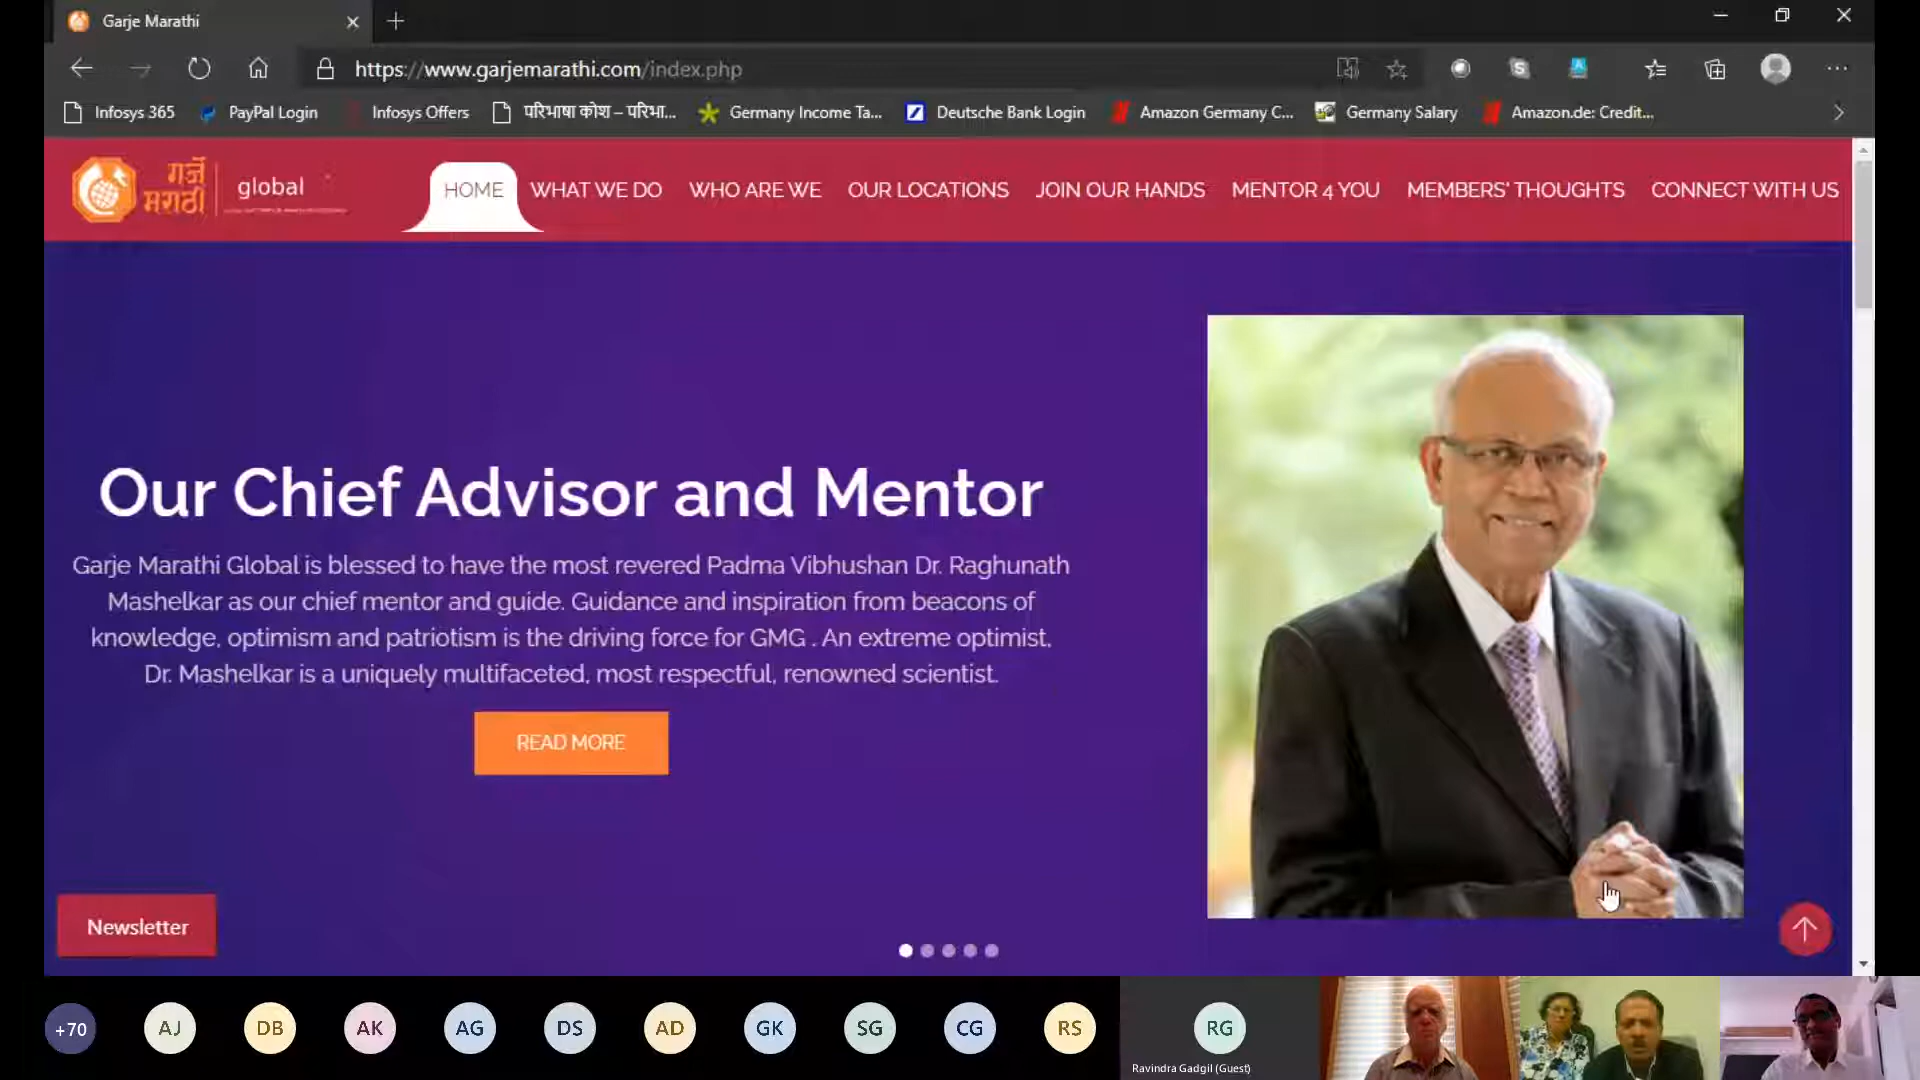 Garje Marathi
https://www.garjemarathi.com/index.php
Infosys 365
PayPal Login
Infosys Offers
परिभाषा कोश – परिभा...
Germany Income Ta...
Deutsche Bank Login
Amazon Germany C...
Germany Salary
Amazon.de: Credit...
गर्जे
मराठी
global
HOME
WHAT WE DO
WHO ARE WE
OUR LOCATIONS
JOIN OUR HANDS
MENTOR 4 YOU
MEMBERS' THOUGHTS
CONNECT WITH US
Our Chief Advisor and Mentor
Garje Marathi Global is blessed to have the most revered Padma Vibhushan Dr. Raghunath
Mashelkar as our chief mentor and guide. Guidance and inspiration from beacons of
knowledge, optimism and patriotism is the driving force for GMG . An extreme optimist,
Dr. Mashelkar is a uniquely multifaceted, most respectful, renowned scientist.
READ MORE
Newsletter
+70
AJ
DB
AK
AG
DS
AD
GK
SG
CG
RS
RG
Ravindra Gadgil (Guest)